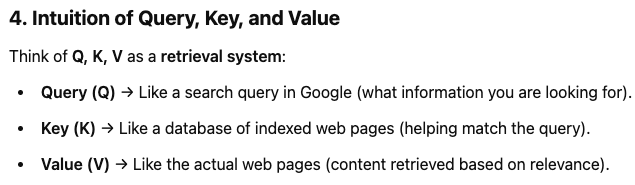 4. Intuition of Query, Key, and Value
Think of Q, K, V as a retrieval system:
• Query (Q) → Like a search query in Google (what information you are looking for).
• Key (K) → Like a database of indexed web pages (helping match the query).
• Value (V) → Like the actual web pages (content retrieved based on relevance).